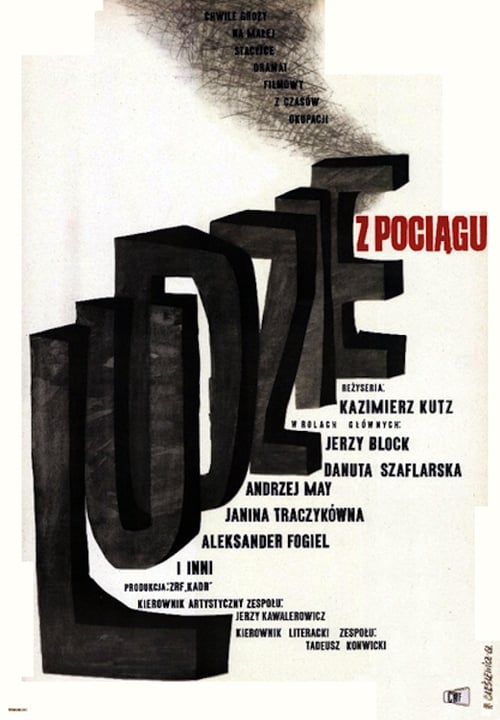 CHWILE GROZY
NA MAŁEJ
STACYJCE
DRAMAT
FILMOWY
Z CZASÓW
OKUPACJI
LUDZIE
Z POCIĄGU
REŻYSERIA:
KAZIMIERZ KUTZ
W ROLACH GŁÓWNYCH:
JERZY BLOCK
DANUTA SZAFLARSKA
ANDRZEJ MAY
JANINA TRACZYKÓWNA
ALEKSANDER FOGIEL
I INNI
PRODUKCJA: ZRF „KADR"
KIEROWNIK ARTYSTYCZNY ZESPOŁU:
JERZY KAWALEROWICZ
KIEROWNIK LITERACKI ZESPOŁU:
TADEUSZ KONWICKI
CWF